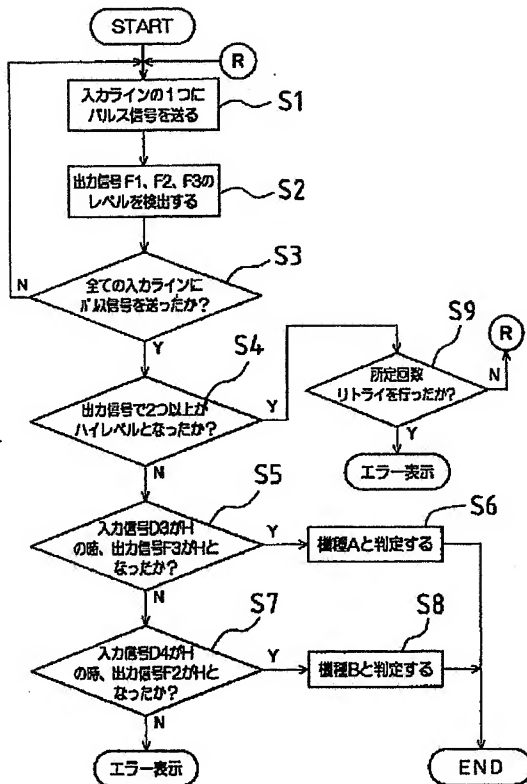 START
R
入力ラインの1つに
パルス信号を送る
S1
出力信号F1、F2、F3の
レベルを検出する
S2
全ての入力ラインに
パルス信号を送ったか?
S3
N
Y
出力信号で2つ以上が
ハイレベルとなったか?
S4
Y
N
所定回数
リトライを行ったか?
S9
R
N
Y
エラー表示
入力信号D3がH
の時、出力信号F3がHと
なったか?
S5
Y
N
機種Aと判定する
S6
入力信号D4がH
の時、出力信号F2がHと
なったか?
S7
Y
N
機種Bと判定する
S8
エラー表示
END